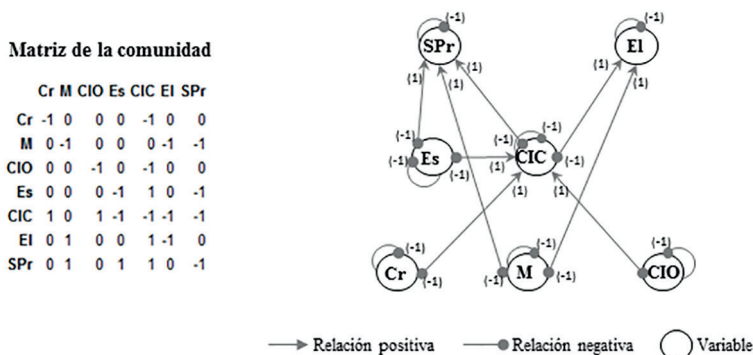 Matriz de la comunidad
Cr M CIO Es CIC El SPr
Cr -1 0 0 0 -1 0 0
M 0 -1 0 0 0 -1 -1
CIO 0 0 -1 0 -1 0 0
Es 0 0 0 -1 1 0 -1
CIC 1 0 1 -1 -1 -1 -1
El 0 1 0 0 1 -1 0
SPr 0 1 0 1 1 0 -1
(-1) (-1)
SPr El
(-1) (-1)
(1) (1) (1) (1) (1)
(-1) (-1) (-1)
(-1) Es CIC (-1)
(-1) (1)
(1) (1)
(-1) (-1) (-1)
Cr (-1) (-1) M (-1) CIO
Relación positiva Relación negativa Variable